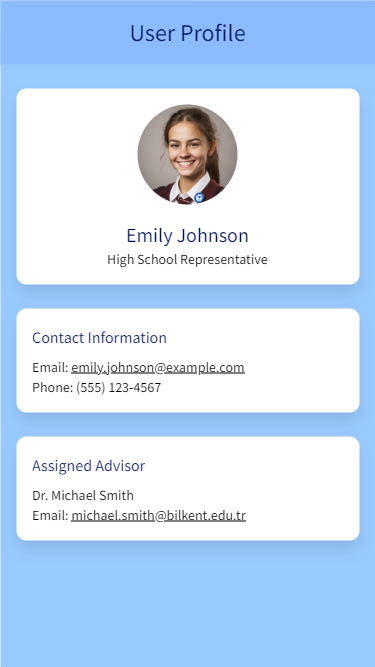 User Profile
Emily Johnson
High School Representative
Contact Information
Email: emily.johnson@example.com
Phone: (555) 123-4567
Assigned Advisor
Dr. Michael Smith
Email: michael.smith@bilkent.edu.tr